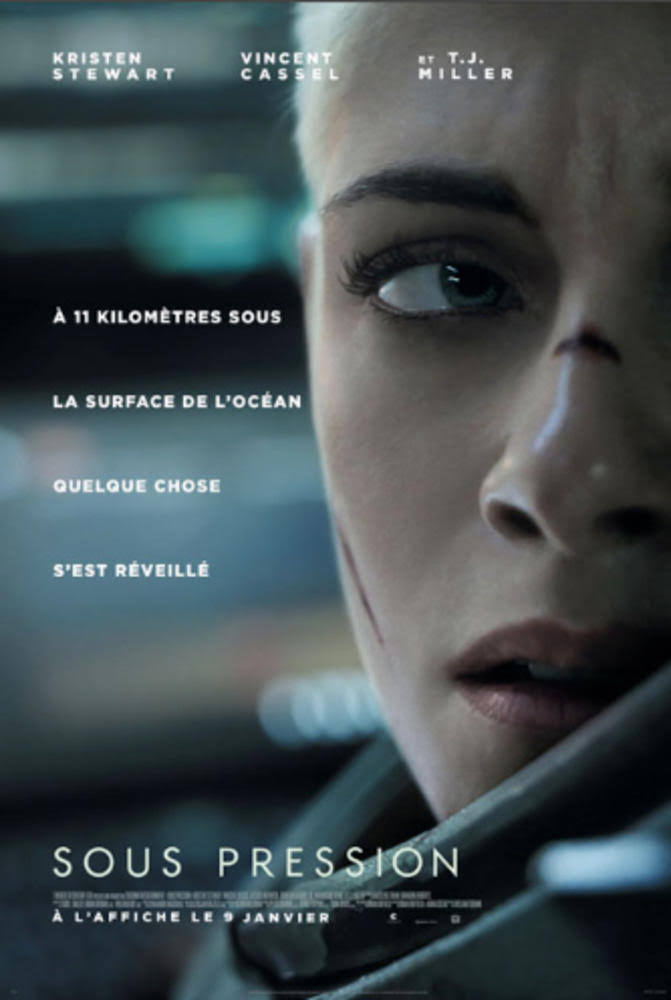 KRISTEN
STEWART
VINCENT
CASSEL
ET T.J.
MILLER
À 11 KILOMÈTRES SOUS
LA SURFACE DE L'OCÉAN
QUELQUE CHOSE
S'EST RÉVEILLÉ
SOUS PRESSION
À L'AFFICHE LE 9 JANVIER